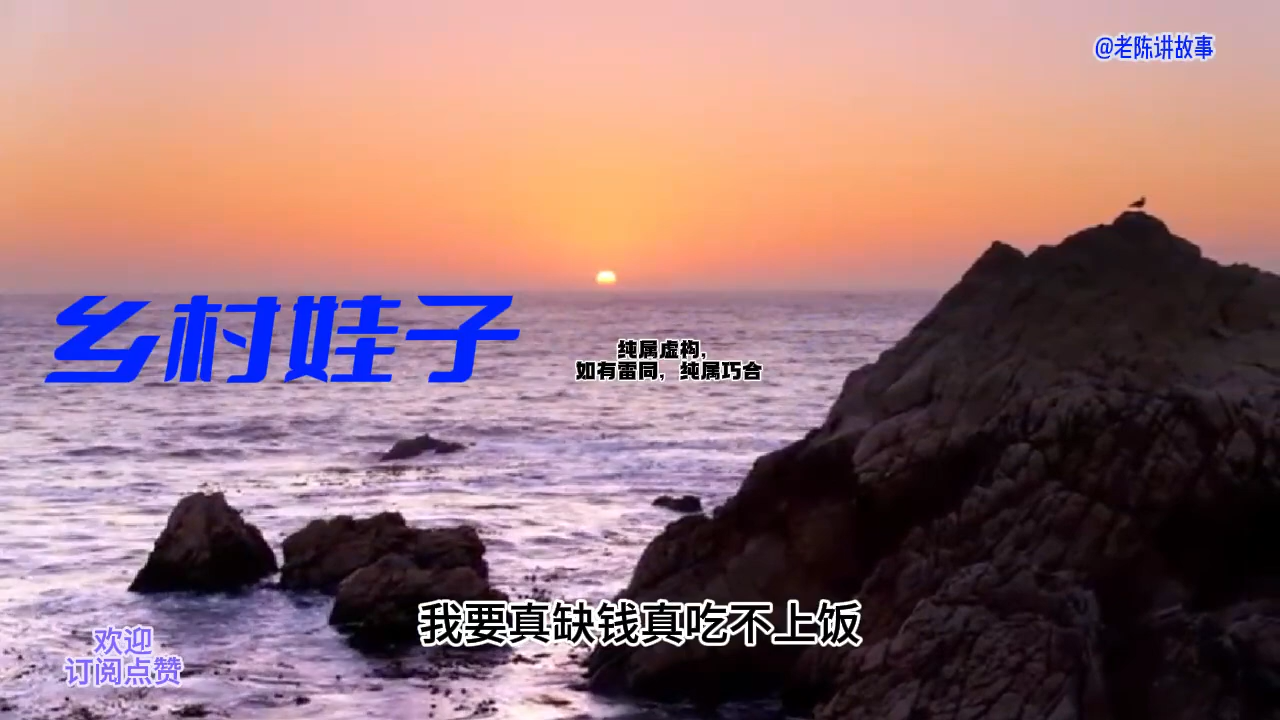 @老陈讲故事
乡村娃子
纯属虚构,
如有雷同，纯属巧合
我要真缺钱真吃不上饭
欢迎
订阅点赞